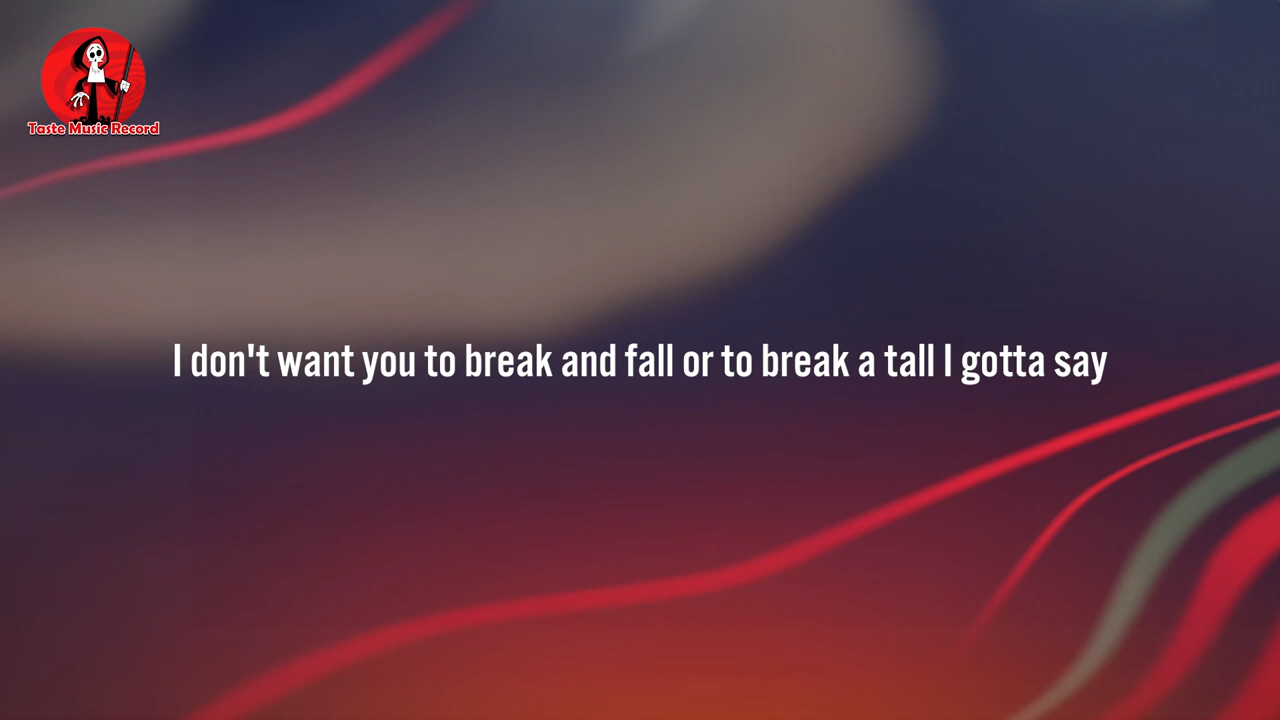 Taste Music Record
I don't want you to break and fall or to break a tall I gotta say